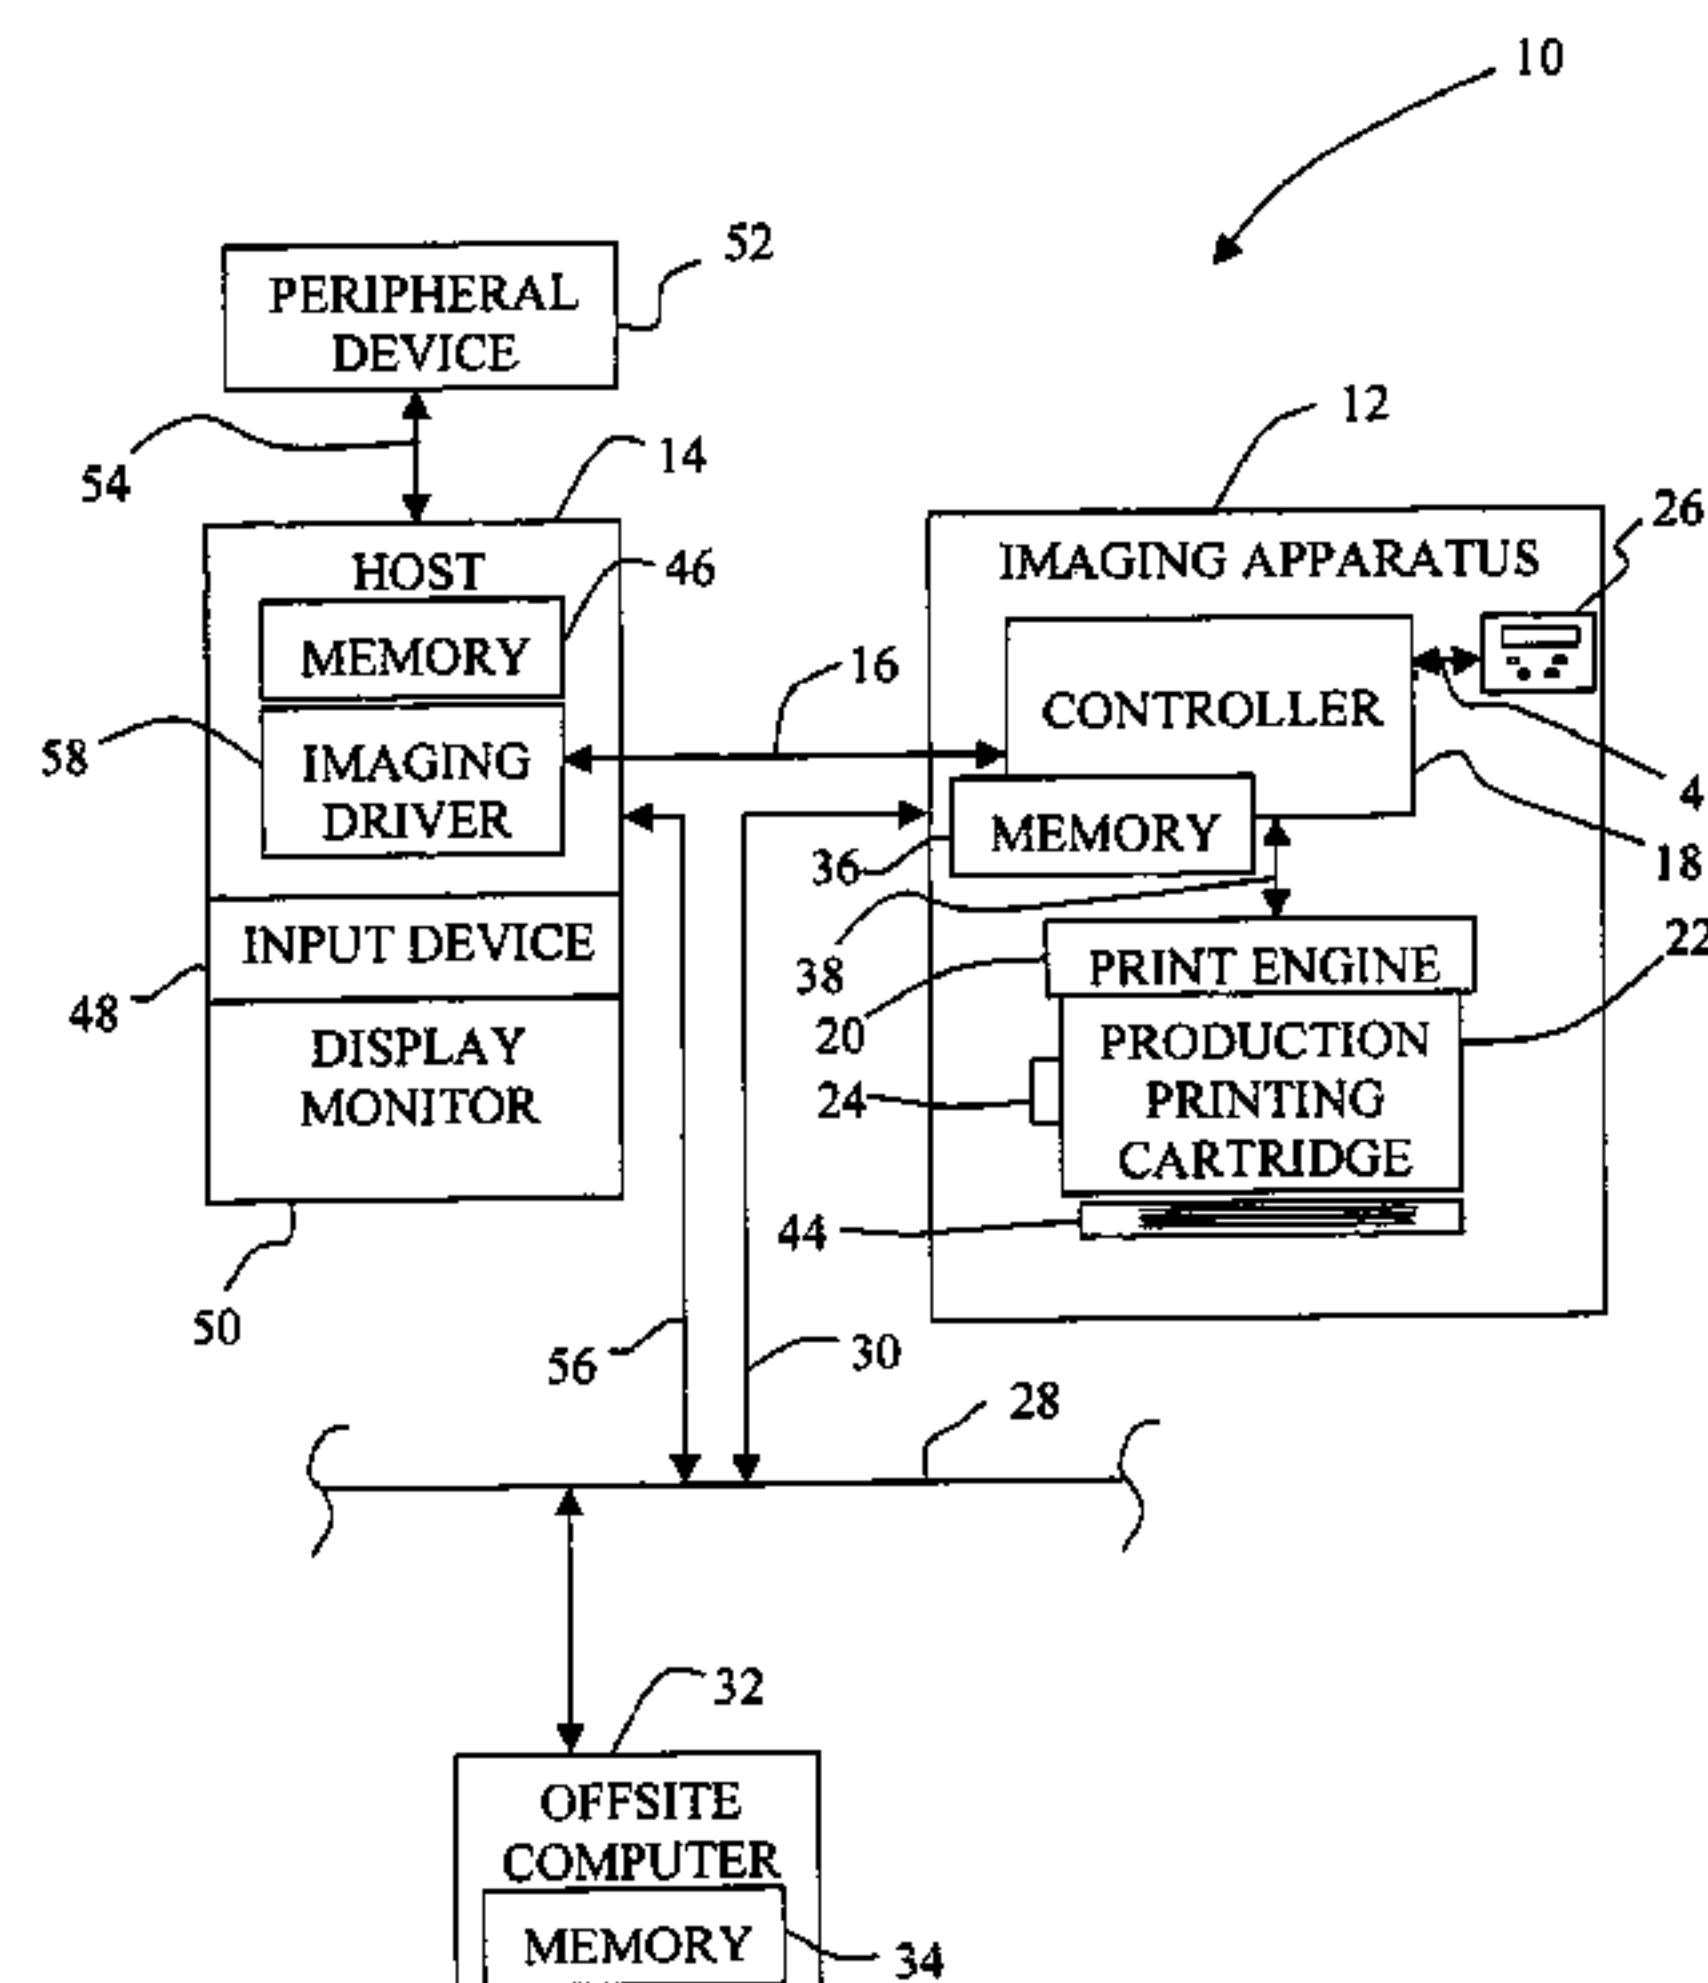 10
52
PERIPHERAL
DEVICE
12
54
14
26
HOST
IMAGING APPARATUS
46
MEMORY
16
CONTROLLER
58
IMAGING
DRIVER
4
MEMORY
36
18
INPUT DEVICE
38
PRINT ENGINE
22
48
20
DISPLAY
MONITOR
PRODUCTION
PRINTING
CARTRIDGE
24
44
50
56
30
28
32
OFFSITE
COMPUTER
MEMORY
34